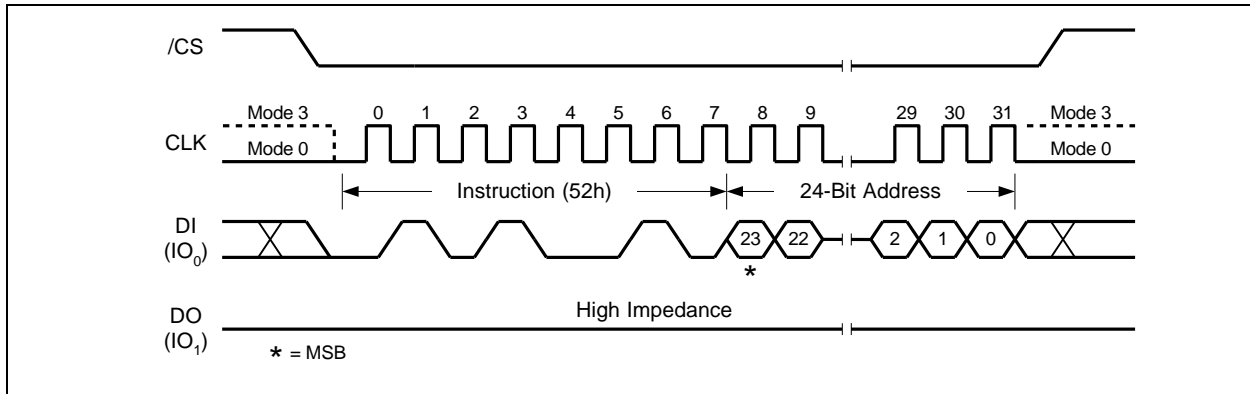 /CS
Mode 3 0 1 2 3 4 5 6 7 8 9 29 30 31 Mode 3
CLK
Mode 0 Mode 0
Instruction (52h) 24-Bit Address
DI
(IO0)
23 22 2 1 0
*
High Impedance
DO
(IO1)
* = MSB